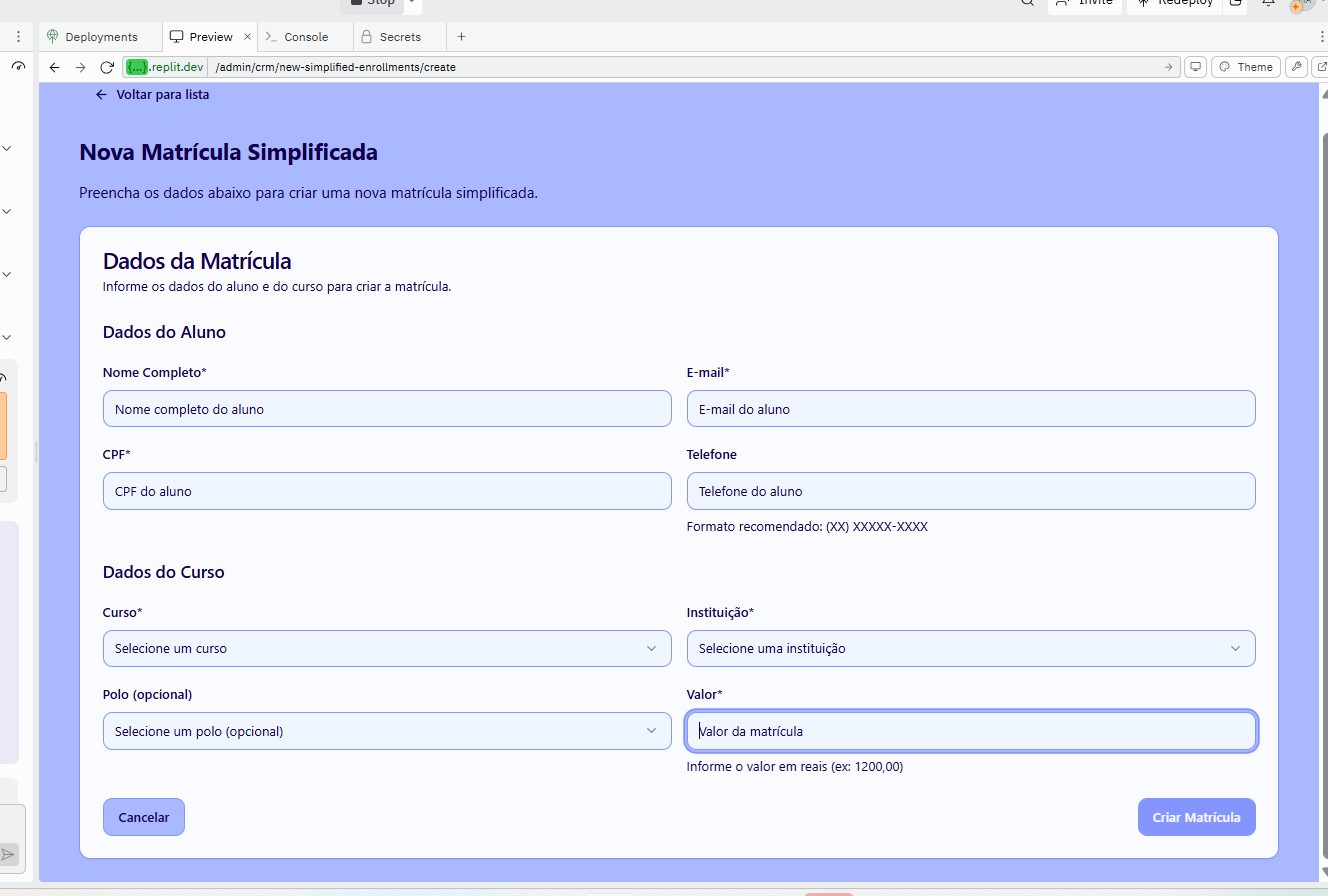 Stop Invite Redeploy
Deployments Preview Console Secrets
{...}.replit.dev /admin/crm/new-simplified-enrollments/create Theme
Voltar para lista
Nova Matrícula Simplificada
Preencha os dados abaixo para criar uma nova matrícula simplificada.
Dados da Matrícula
Informe os dados do aluno e do curso para criar a matrícula.
Dados do Aluno
Nome Completo* E-mail*
Nome completo do aluno E-mail do aluno
CPF* Telefone
CPF do aluno Telefone do aluno
Formato recomendado: (XX) XXXXX-XXXX
Dados do Curso
Curso* Instituição*
Selecione um curso Selecione uma instituição
Polo (opcional) Valor*
Selecione um polo (opcional) Valor da matrícula
Informe o valor em reais (ex: 1200,00)
Cancelar Criar Matrícula